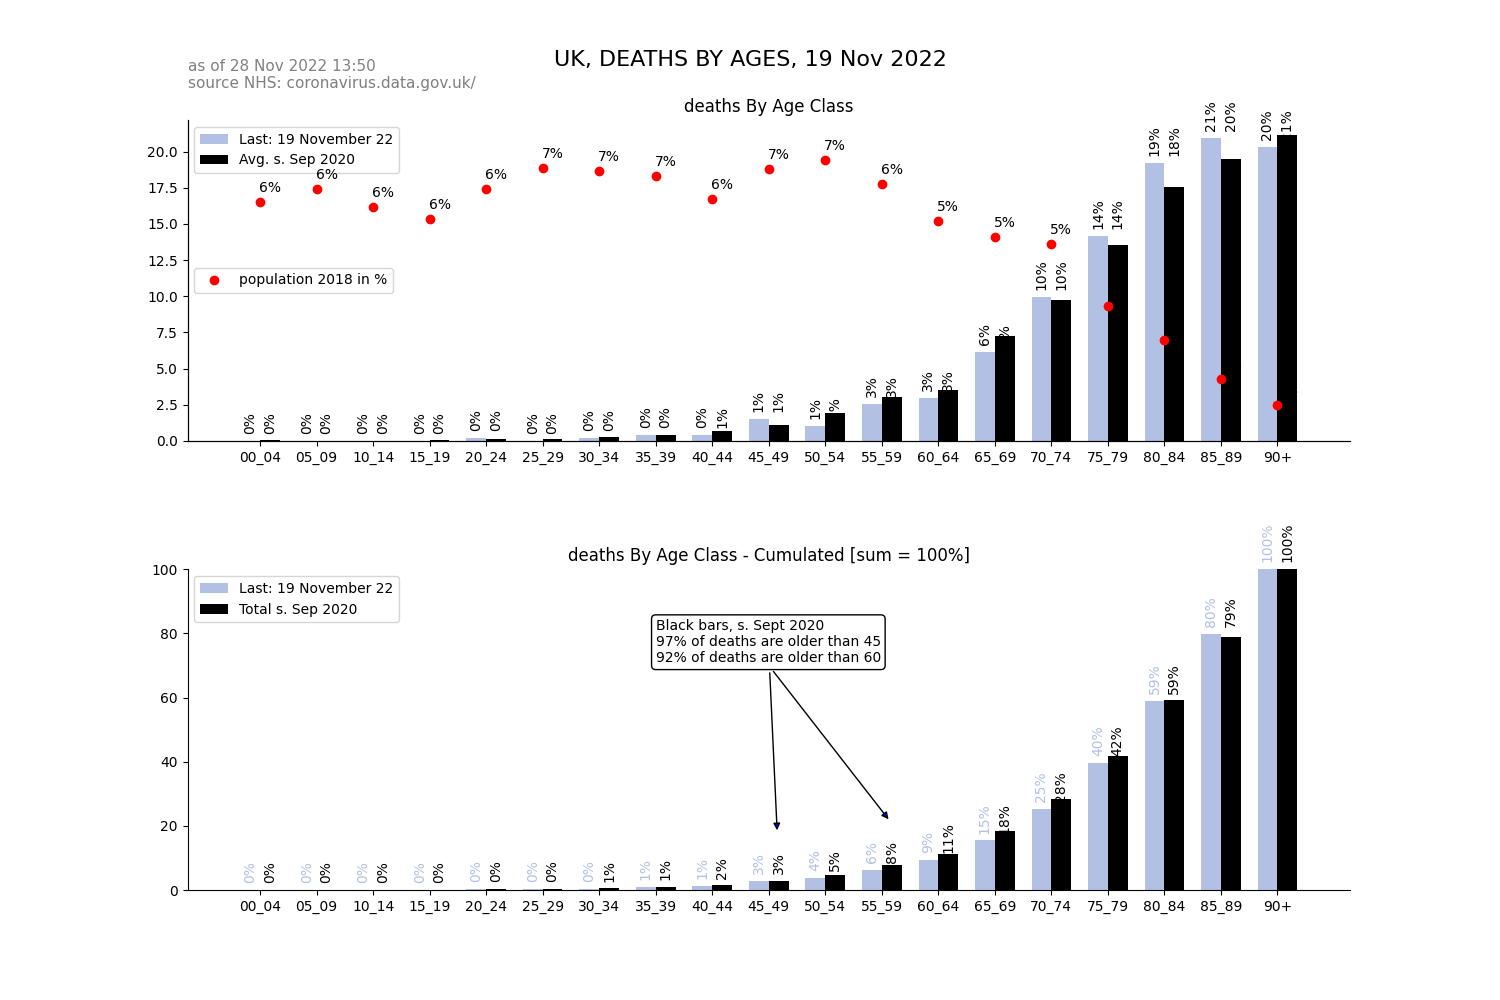 UK, DEATHS BY AGES, 19 Nov 2022
as of 28 Nov 2022 13:50
source NHS: coronavirus.data.gov.uk/
deaths By Age Class
Last: 19 November 22
Avg. s. Sep 2020
population 2018 in %
20.0
17.5
15.0
12.5
10.0
7.5
5.0
2.5
0.0
6% 6% 6% 6% 6% 7% 7% 7% 6% 7% 7% 6% 5% 5% 5%
0% 0% 0% 0% 0% 0% 0% 0% 0% 0% 0% 0% 0% 0% 0% 0% 0% 1% 1% 1% 1% % 3% 3% 3% 3% 6% % 10% 10% 14% 14% 19% 18% 21% 20% 20% 1%
00_04 05_09 10_14 15_19 20_24 25_29 30_34 35_39 40_44 45_49 50_54 55_59 60_64 65_69 70_74 75_79 80_84 85_89 90+
deaths By Age Class - Cumulated [sum = 100%]
Last: 19 November 22
Total s. Sep 2020
Black bars, s. Sept 2020
97% of deaths are older than 45
92% of deaths are older than 60
100
80
60
40
20
0
0% 0% 0% 0% 0% 0% 0% 0% 0% 0% 0% 0% 0% 1% 1% 1% 1% 2% 3% 3% 4% 5% 6% 8% 9% 11% 15% 18% 25% 28% 40% 42% 59% 59% 80% 79% 100% 100%
00_04 05_09 10_14 15_19 20_24 25_29 30_34 35_39 40_44 45_49 50_54 55_59 60_64 65_69 70_74 75_79 80_84 85_89 90+